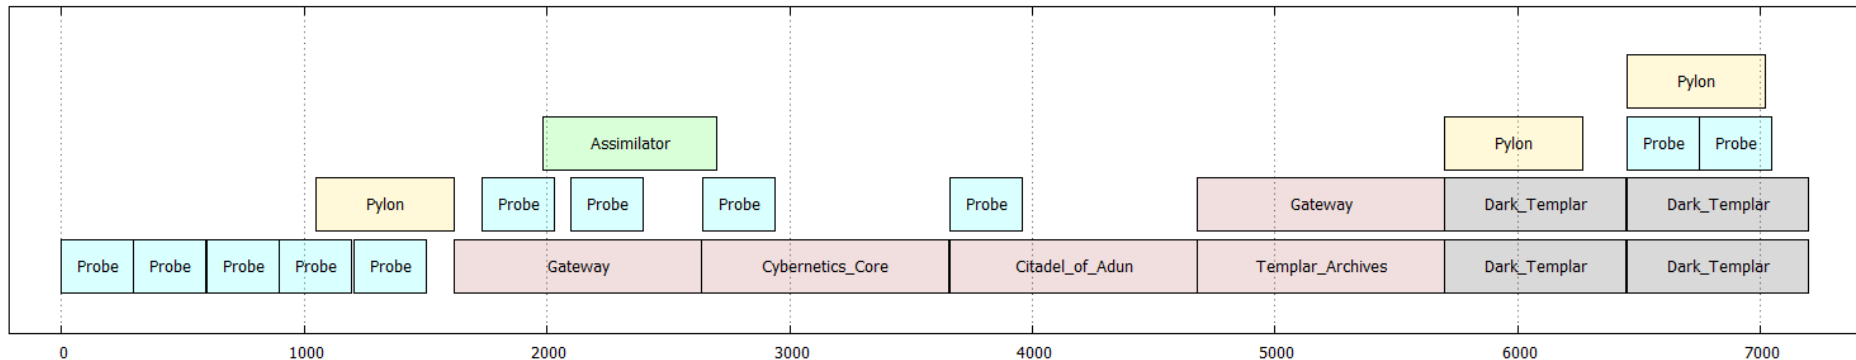 Pylon
Assimilator Pylon Probe Probe
Pylon Probe Probe Probe Probe Gateway Dark_Templar Dark_Templar
Probe Probe Probe Probe Probe Gateway Cybernetics_Core Citadel_of_Adun Templar_Archives Dark_Templar Dark_Templar
0 1000 2000 3000 4000 5000 6000 7000